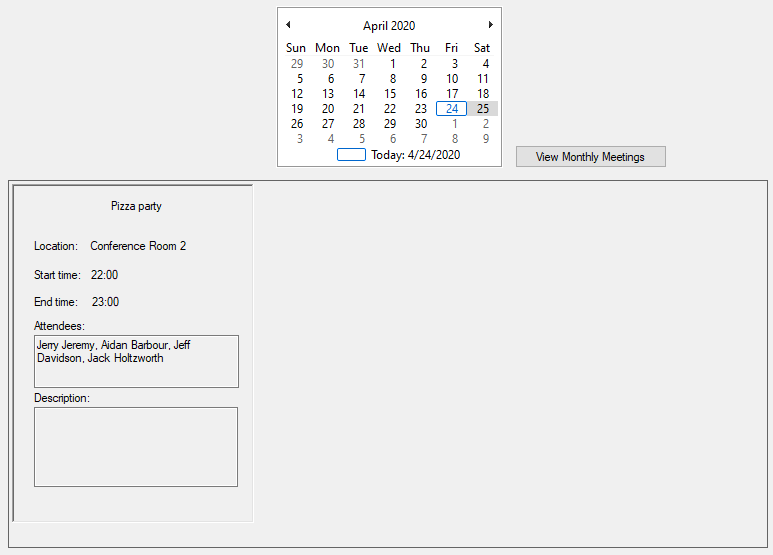 April 2020
Sun Mon Tue Wed Thu Fri Sat
29 30 31 1 2 3 4
5 6 7 8 9 10 11
12 13 14 15 16 17 18
19 20 21 22 23 24 25
26 27 28 29 30 1 2
3 4 5 6 7 8 9
Today: 4/24/2020
View Monthly Meetings
Pizza party
Location: Conference Room 2
Start time: 22:00
End time: 23:00
Attendees:
Jerry Jeremy, Aidan Barbour, Jeff
Davidson, Jack Holtzworth
Description: